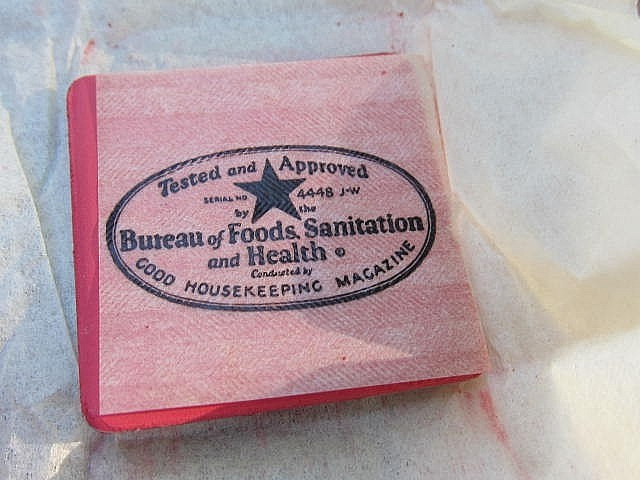 Tested and Approved
SERIAL NO 4448 J-W
by the
Bureau of Foods, Sanitation
and Health ©
Conducted by
GOOD HOUSEKEEPING MAGAZINE